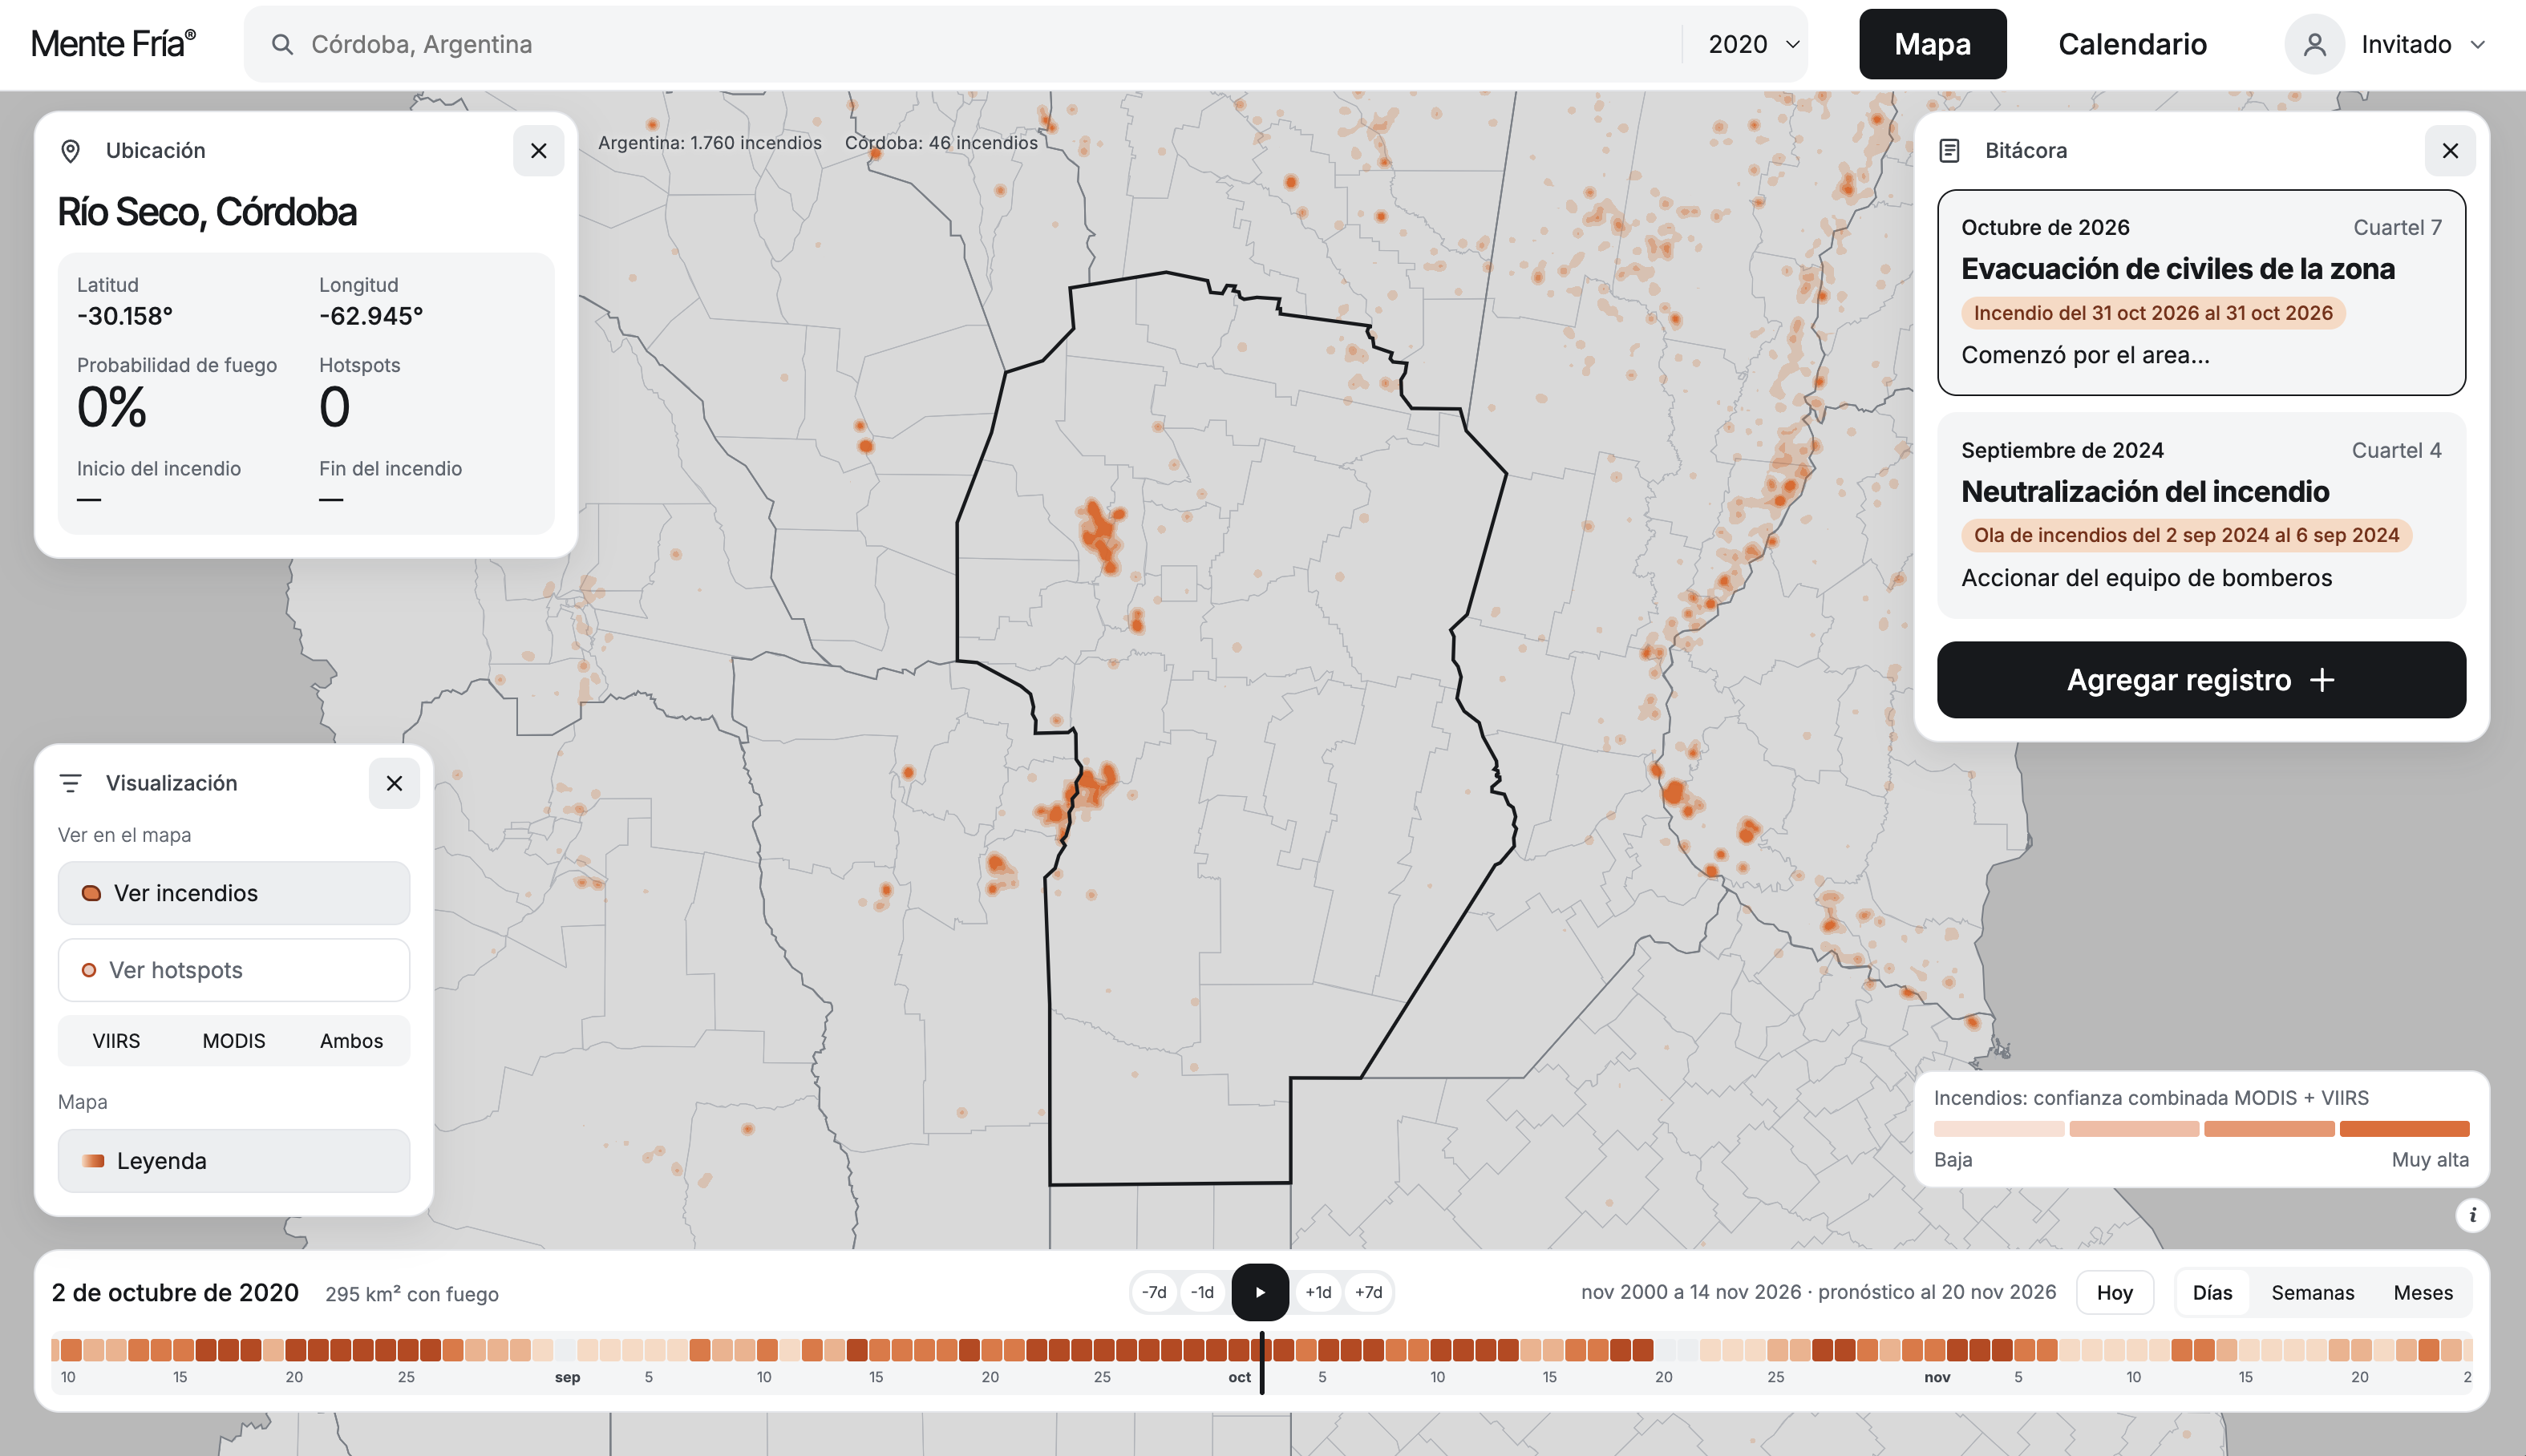 Mente Fría®
Córdoba, Argentina
2020
Mapa
Calendario
Invitado
Ubicación
Río Seco, Córdoba
Latitud
Longitud
-30.158°
-62.945°
Probabilidad de fuego
Hotspots
0%
0
Inicio del incendio
Fin del incendio
—
—
Argentina: 1.760 incendios
Córdoba: 46 incendios
Bitácora
Octubre de 2026
Cuartel 7
Evacuación de civiles de la zona
Incendio del 31 oct 2026 al 31 oct 2026
Comenzó por el area...
Septiembre de 2024
Cuartel 4
Neutralización del incendio
Ola de incendios del 2 sep 2024 al 6 sep 2024
Accionar del equipo de bomberos
Agregar registro
Visualización
Ver en el mapa
Ver incendios
Ver hotspots
VIIRS
MODIS
Ambos
Mapa
Leyenda
Incendios: confianza combinada MODIS + VIIRS
Baja
Muy alta
i
2 de octubre de 2020
295 km² con fuego
-7d
-1d
+1d
+7d
nov 2000 a 14 nov 2026 · pronóstico al 20 nov 2026
Hoy
Días
Semanas
Meses
10 15 20 25 sep 5 10 15 20 25 oct 5 10 15 20 25 nov 5 10 15 20 2